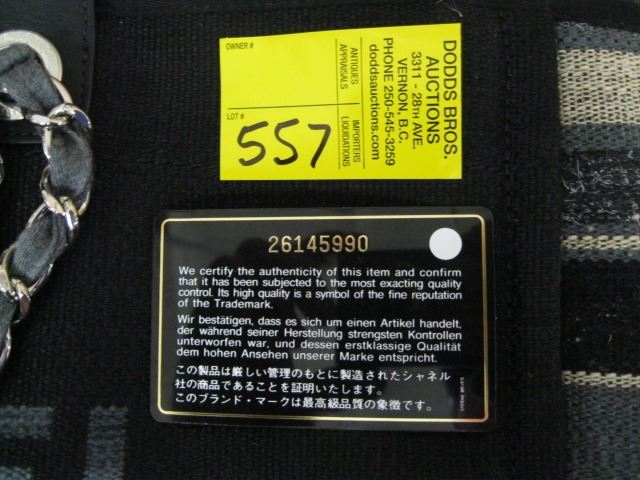 OWNER #
ANTIQUES
APPRAISALS
LOT #
557
IMPORTERS
LIQUIDATIONS
DODDS BROS.
AUCTIONS
3311 - 28TH AVE.
VERNON, B.C.
PHONE 250-545-3259
doddsauctions.com
26145990
We certify the authenticity of this item and confirm
that it has been subjected to the most exacting quality
control. Its high quality is a symbol of the fine reputation
of the Trademark.
Wir bestätigen, dass es sich um einen Artikel handelt,
der während seiner Herstellung strengsten Kontrollen
unterworfen war, und dessen erstklassige Qualität
dem hohen Ansehen unserer Marke entspricht.
この製品は厳しい管理のもとに製造されたシャネル
社の商品であることを証明いたします。
このブランド・マークは最高級品質の象徴です。